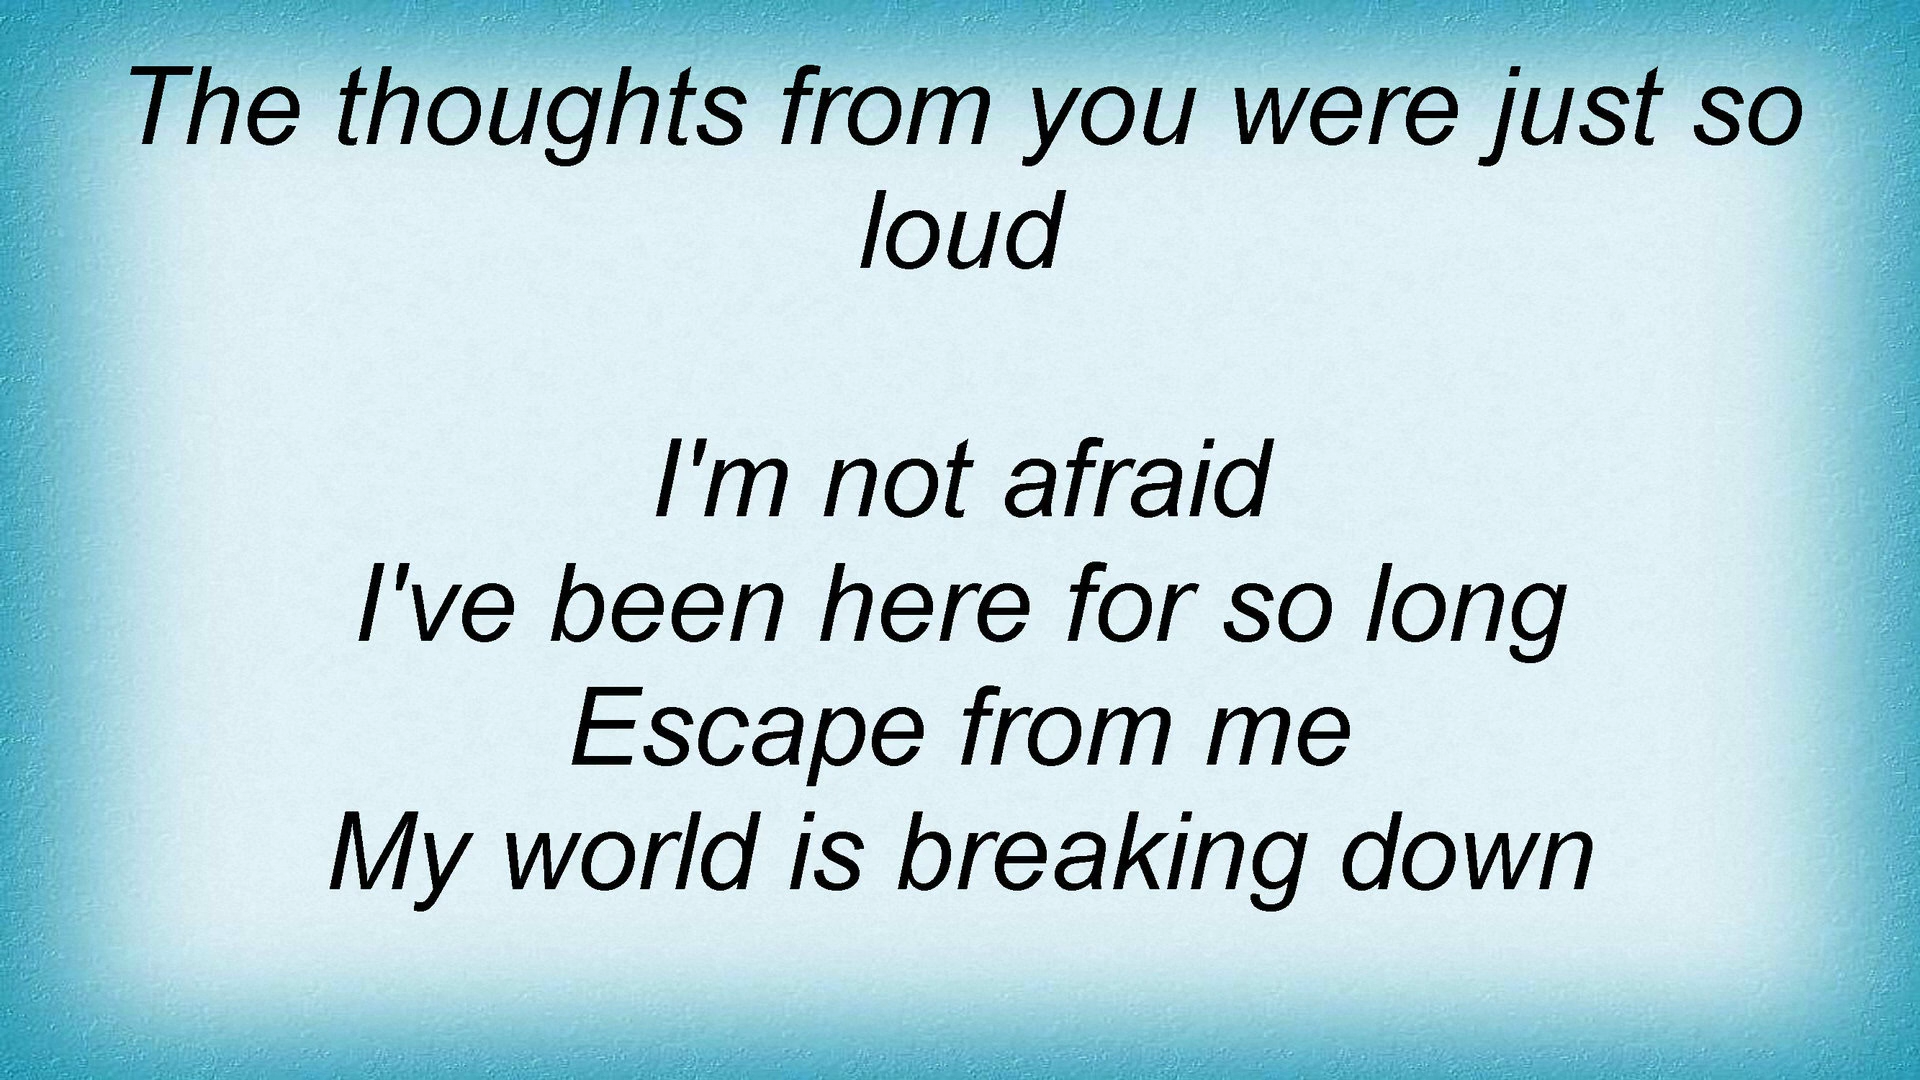 The thoughts from you were just so
loud
I'm not afraid
I've been here for so long
Escape from me
My world is breaking down